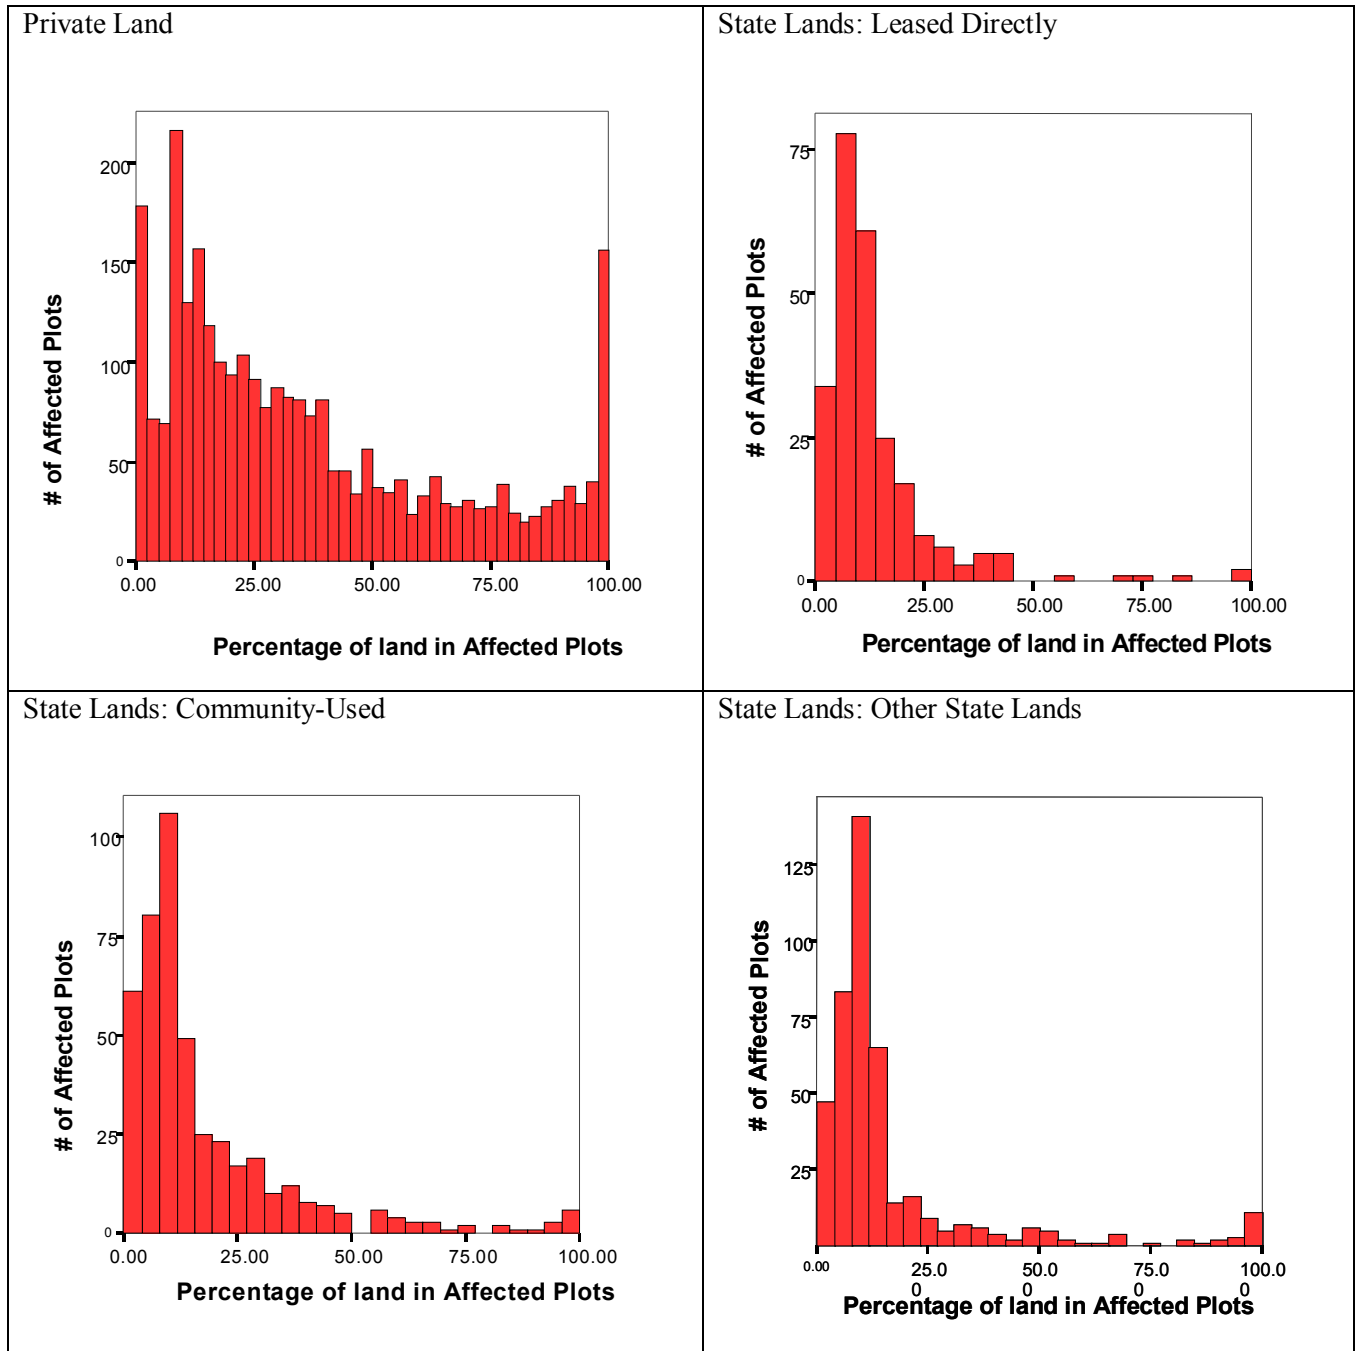 Private Land
200
150
100
50
0
0.00 25.00 50.00 75.00 100.00
# of Affected Plots
Percentage of land in Affected Plots
State Lands: Leased Directly
75
50
25
0
0.00 25.00 50.00 75.00 100.00
# of Affected Plots
Percentage of land in Affected Plots
State Lands: Community-Used
100
75
50
25
0
0.00 25.00 50.00 75.00 100.00
# of Affected Plots
Percentage of land in Affected Plots
State Lands: Other State Lands
125
100
75
50
25
0.00 25.0 50.0 75.0 100.0
0 0 0 0
# of Affected Plots
Percentage of land in Affected Plots